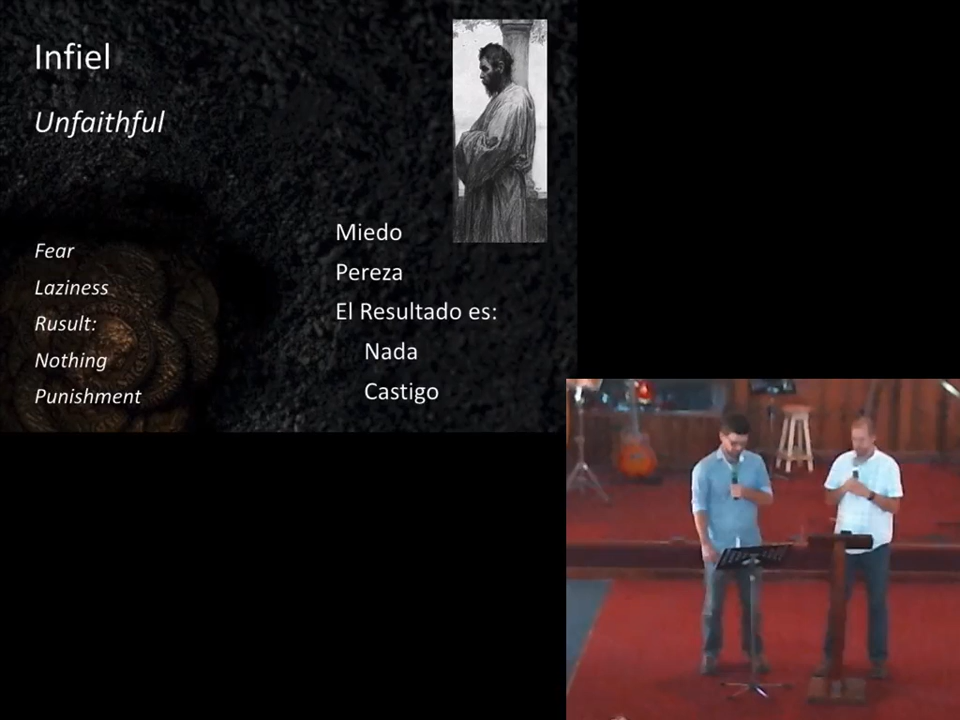 Infiel
Unfaithful
Fear
Laziness
Rusult:
Nothing
Punishment
Miedo
Pereza
El Resultado es:
Nada
Castigo